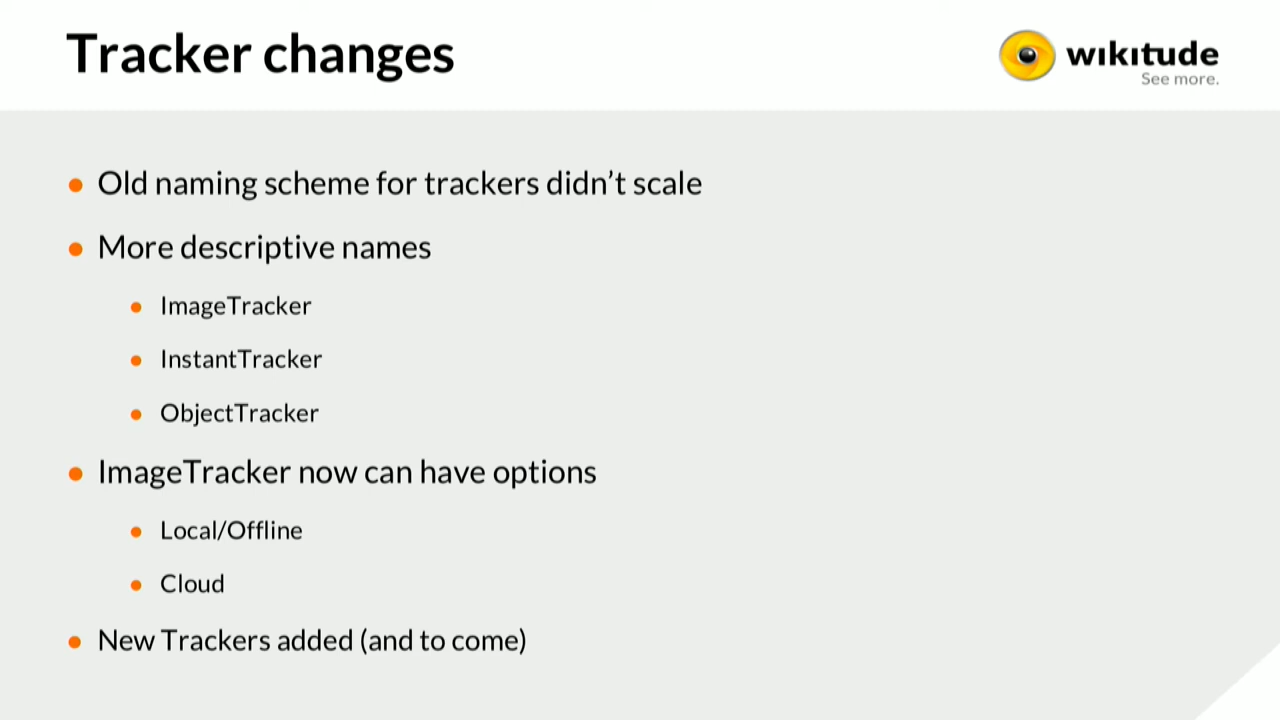 Tracker changes
wikitude
See more.
Old naming scheme for trackers didn’t scale
More descriptive names
ImageTracker
InstantTracker
ObjectTracker
ImageTracker now can have options
Local/Offline
Cloud
New Trackers added (and to come)